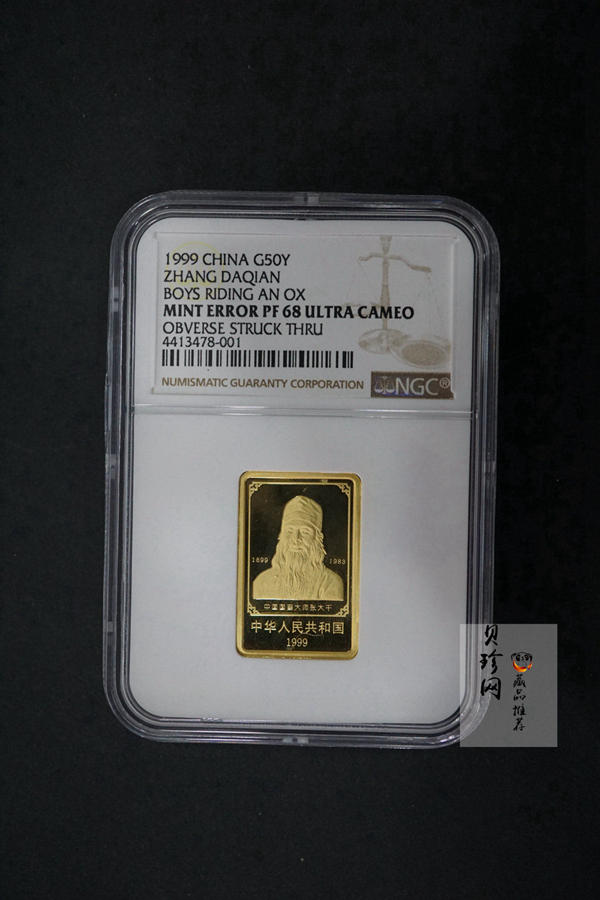 1999 CHINA G50Y
ZHANG DAQIAN
BOYS RIDING AN OX
MINT ERROR PF 68 ULTRA CAMEO
OBVERSE STRUCK THRU
4413478-001
NUMISMATIC GUARANTY CORPORATION NGC®
1899 1983
中国国画大师张大千
中华人民共和国
1999
贝珍网
藏品推荐